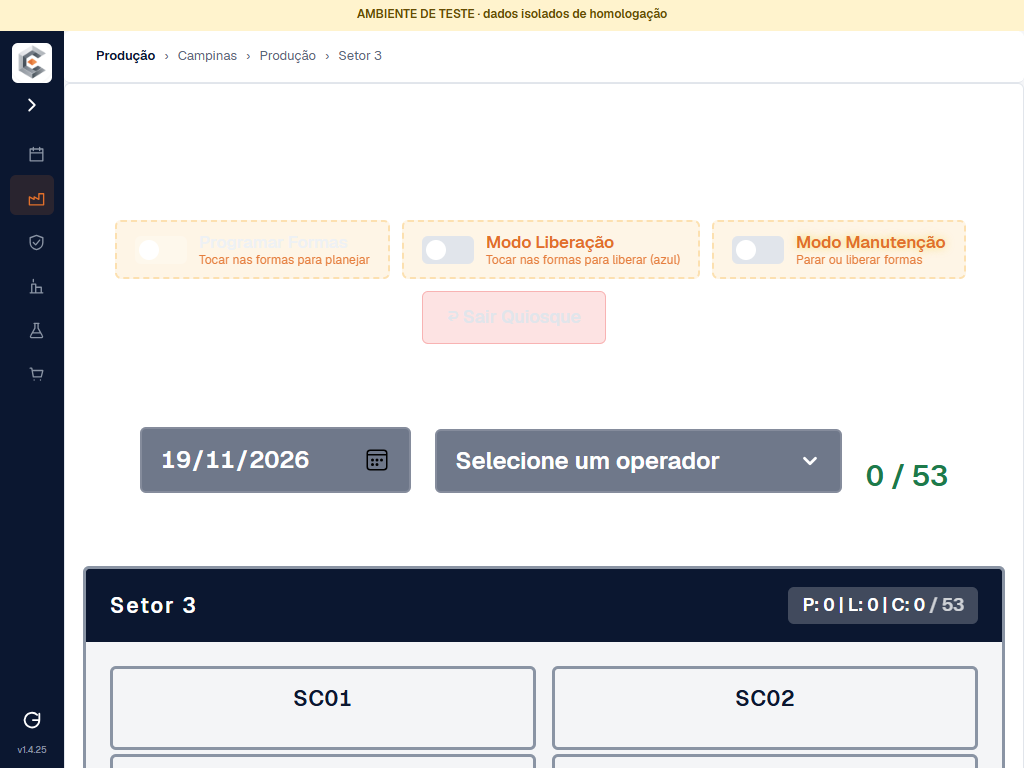 AMBIENTE DE TESTE · dados isolados de homologação
Produção › Campinas › Produção › Setor 3
Programar Formas
Tocar nas formas para planejar
Modo Liberação
Tocar nas formas para liberar (azul)
Modo Manutenção
Parar ou liberar formas
Sair Quiosque
19/11/2026
Selecione um operador
0 / 53
Setor 3
P: 0 | L: 0 | C: 0 / 53
SC01
SC02
v1.4.25